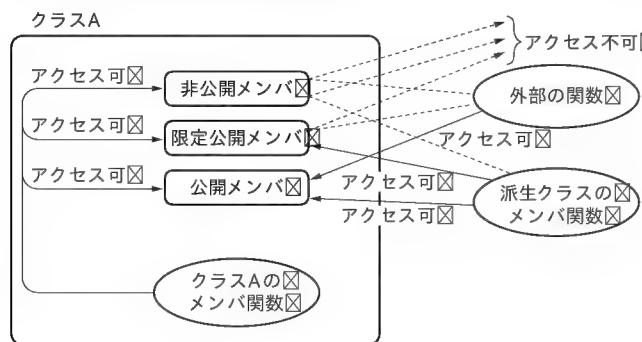 クラスA
アクセス不可
アクセス可
非公開メンバ
外部の関数
アクセス可
限定公開メンバ
アクセス可
アクセス可
公開メンバ
アクセス可
アクセス可
派生クラスの
メンバ関数
クラスAの
メンバ関数